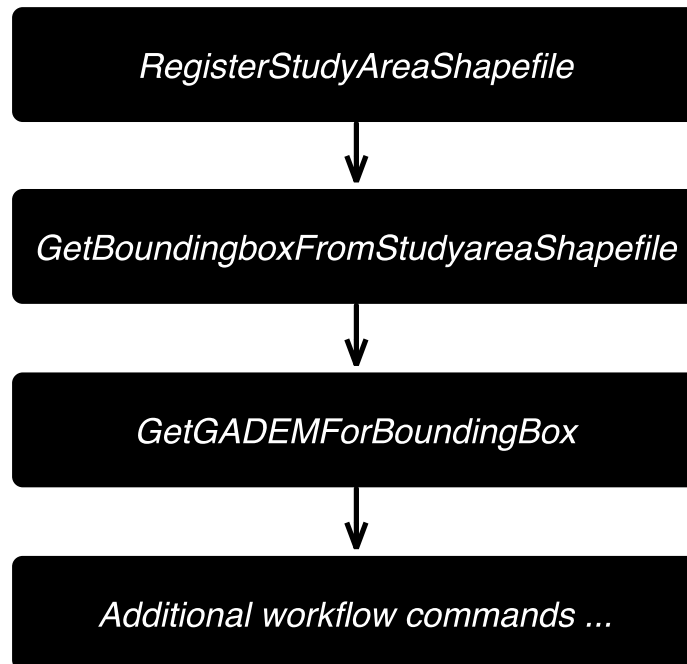 RegisterStudyAreaShapefile
GetBoundingboxFromStudyareaShapefile
GetGADEMForBoundingBox
Additional workflow commands ...